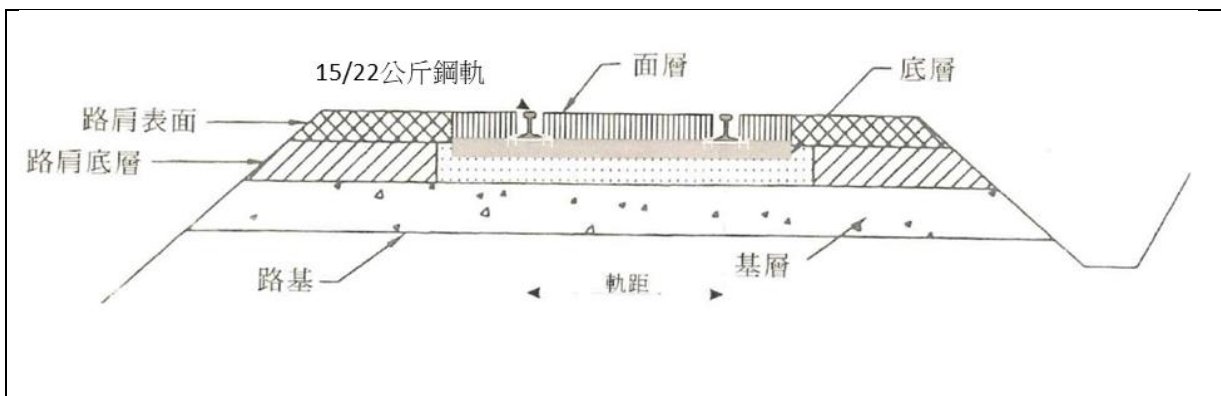 15/22公斤鋼軌
面層
底層
路肩表面
路肩底層
路基
軌距
基層